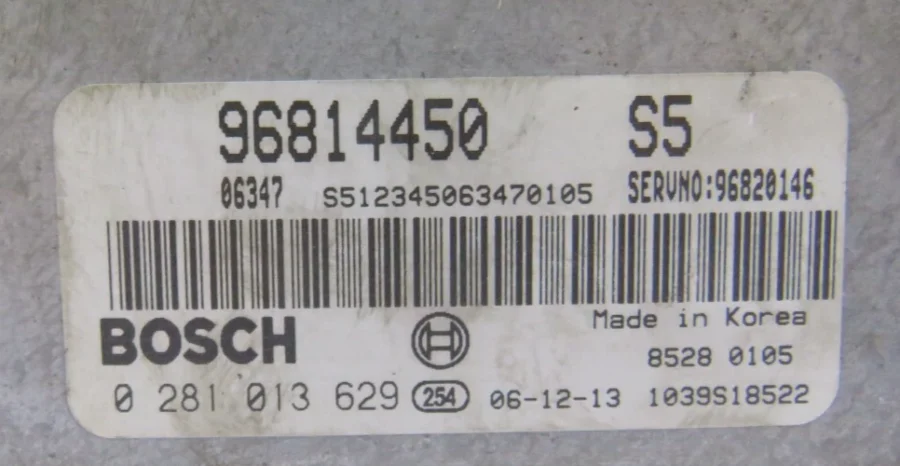 96814450 S5
06347 S512345063470105 SERVNO:96820146
Made in Korea
BOSCH
8528 0105
0 281 013 629 254 06-12-13 1039S18522